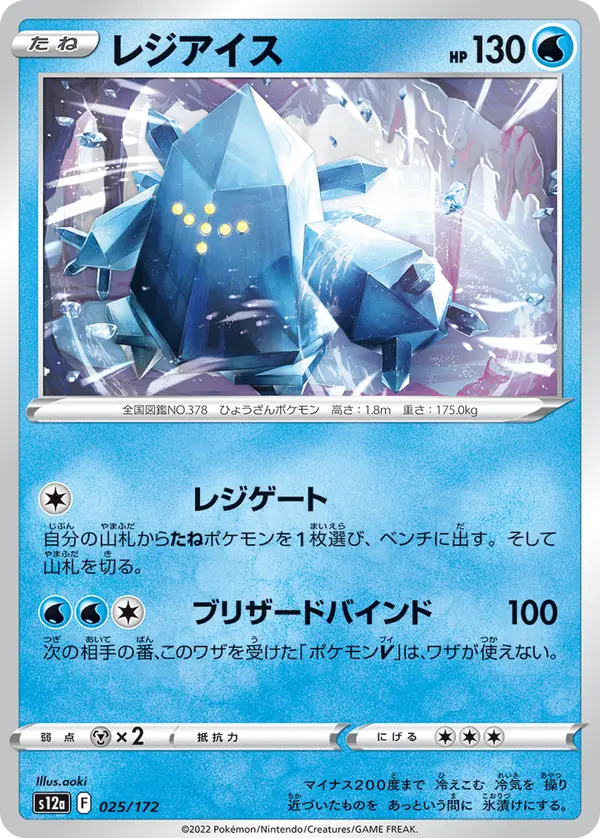 たね レジアイス HP 130
全国図鑑NO.378 ひょうざんポケモン 高さ：1.8m 重さ：175.0kg
レジゲート
自分の山札からたねポケモンを1枚選び、ベンチに出す。そして
山札を切る。
ブリザードバインド 100
次の相手の番、このワザを受けた「ポケモンV」は、ワザが使えない。
弱点 ×2 抵抗力 にげる
Illus.aoki
s12a F 025/172
マイナス200度まで 冷えこむ 冷気を 操り
近づいたものを あっという間に 氷漬けにする。
©2022 Pokémon/Nintendo/Creatures/GAME FREAK.